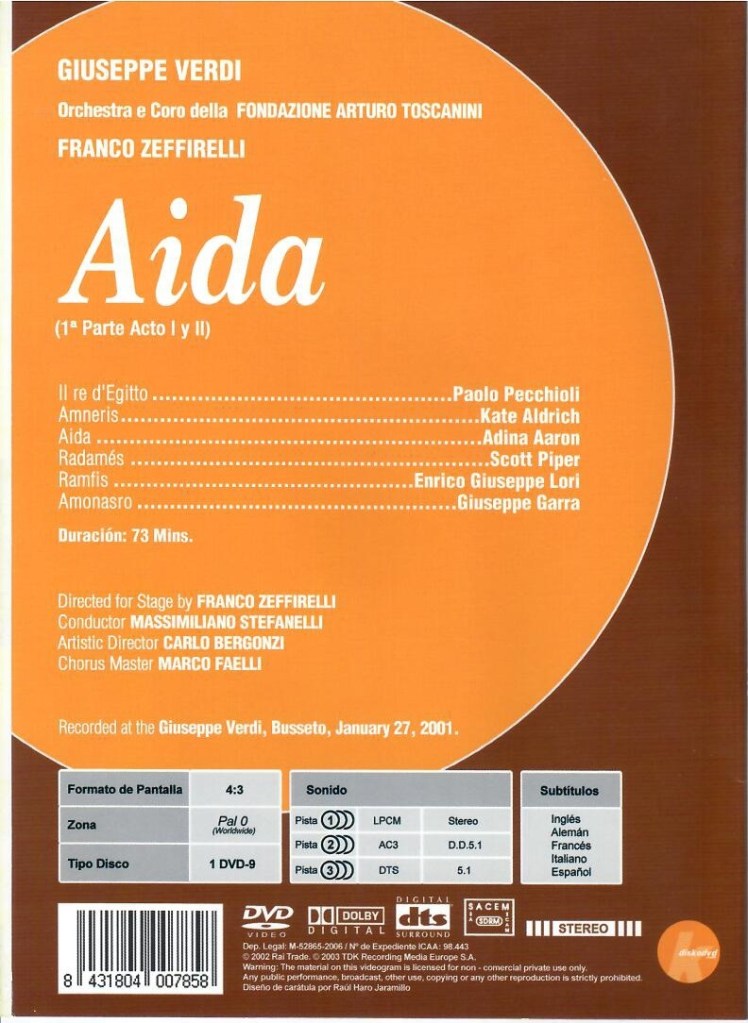 GIUSEPPE VERDI
Orchestra e Coro della FONDAZIONE ARTURO TOSCANINI
FRANCO ZEFFIRELLI
Aida
(1ª Parte Acto I y II)
Il re d'Egitto ..................................................Paolo Pecchioli
Amneris............................................................Kate Aldrich
Aida ................................................................Adina Aaron
Radamés ............................................................Scott Piper
Ramfis .............................................Enrico Giuseppe Lori
Amonasro .....................................................Giuseppe Garra
Duración: 73 Mins.
Directed for Stage by FRANCO ZEFFIRELLI
Conductor MASSIMILIANO STEFANELLI
Artistic Director CARLO BERGONZI
Chorus Master MARCO FAELLI
Recorded at the Giuseppe Verdi, Busseto, January 27, 2001.
Formato de Pantalla 4:3
Zona Pal 0
(Worldwide)
Tipo Disco 1 DVD-9
Sonido
Pista 1 LPCM Stereo
Pista 2 AC3 D.D.5.1
Pista 3 DTS 5.1
Subtítulos
Inglés
Alemán
Francés
Italiano
Español
8 431804 007858
DVD
VIDEO
DOLBY
DIGITAL
DIGITAL
dts
SURROUND
SACEM
SDRM
STEREO
diskodvd
Dep. Legal: M-52865-2006 / Nº de Expediente ICAA: 98.443
© 2002 Rai Trade. © 2003 TDK Recording Media Europe S.A.
Warning: The material on this videogram is licensed for non - comercial private use only.
Any public performance, broadcast, other use, copying or any other reproduction is strictly prohibited.
Diseño de carátula por Raúl Haro Jaramillo